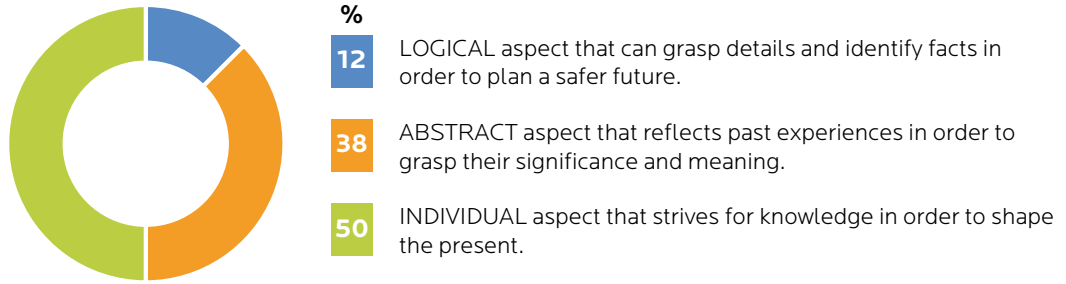 %
12
LOGICAL aspect that can grasp details and identify facts in
order to plan a safer future.
38
ABSTRACT aspect that reflects past experiences in order to
grasp their significance and meaning.
50
INDIVIDUAL aspect that strives for knowledge in order to shape
the present.